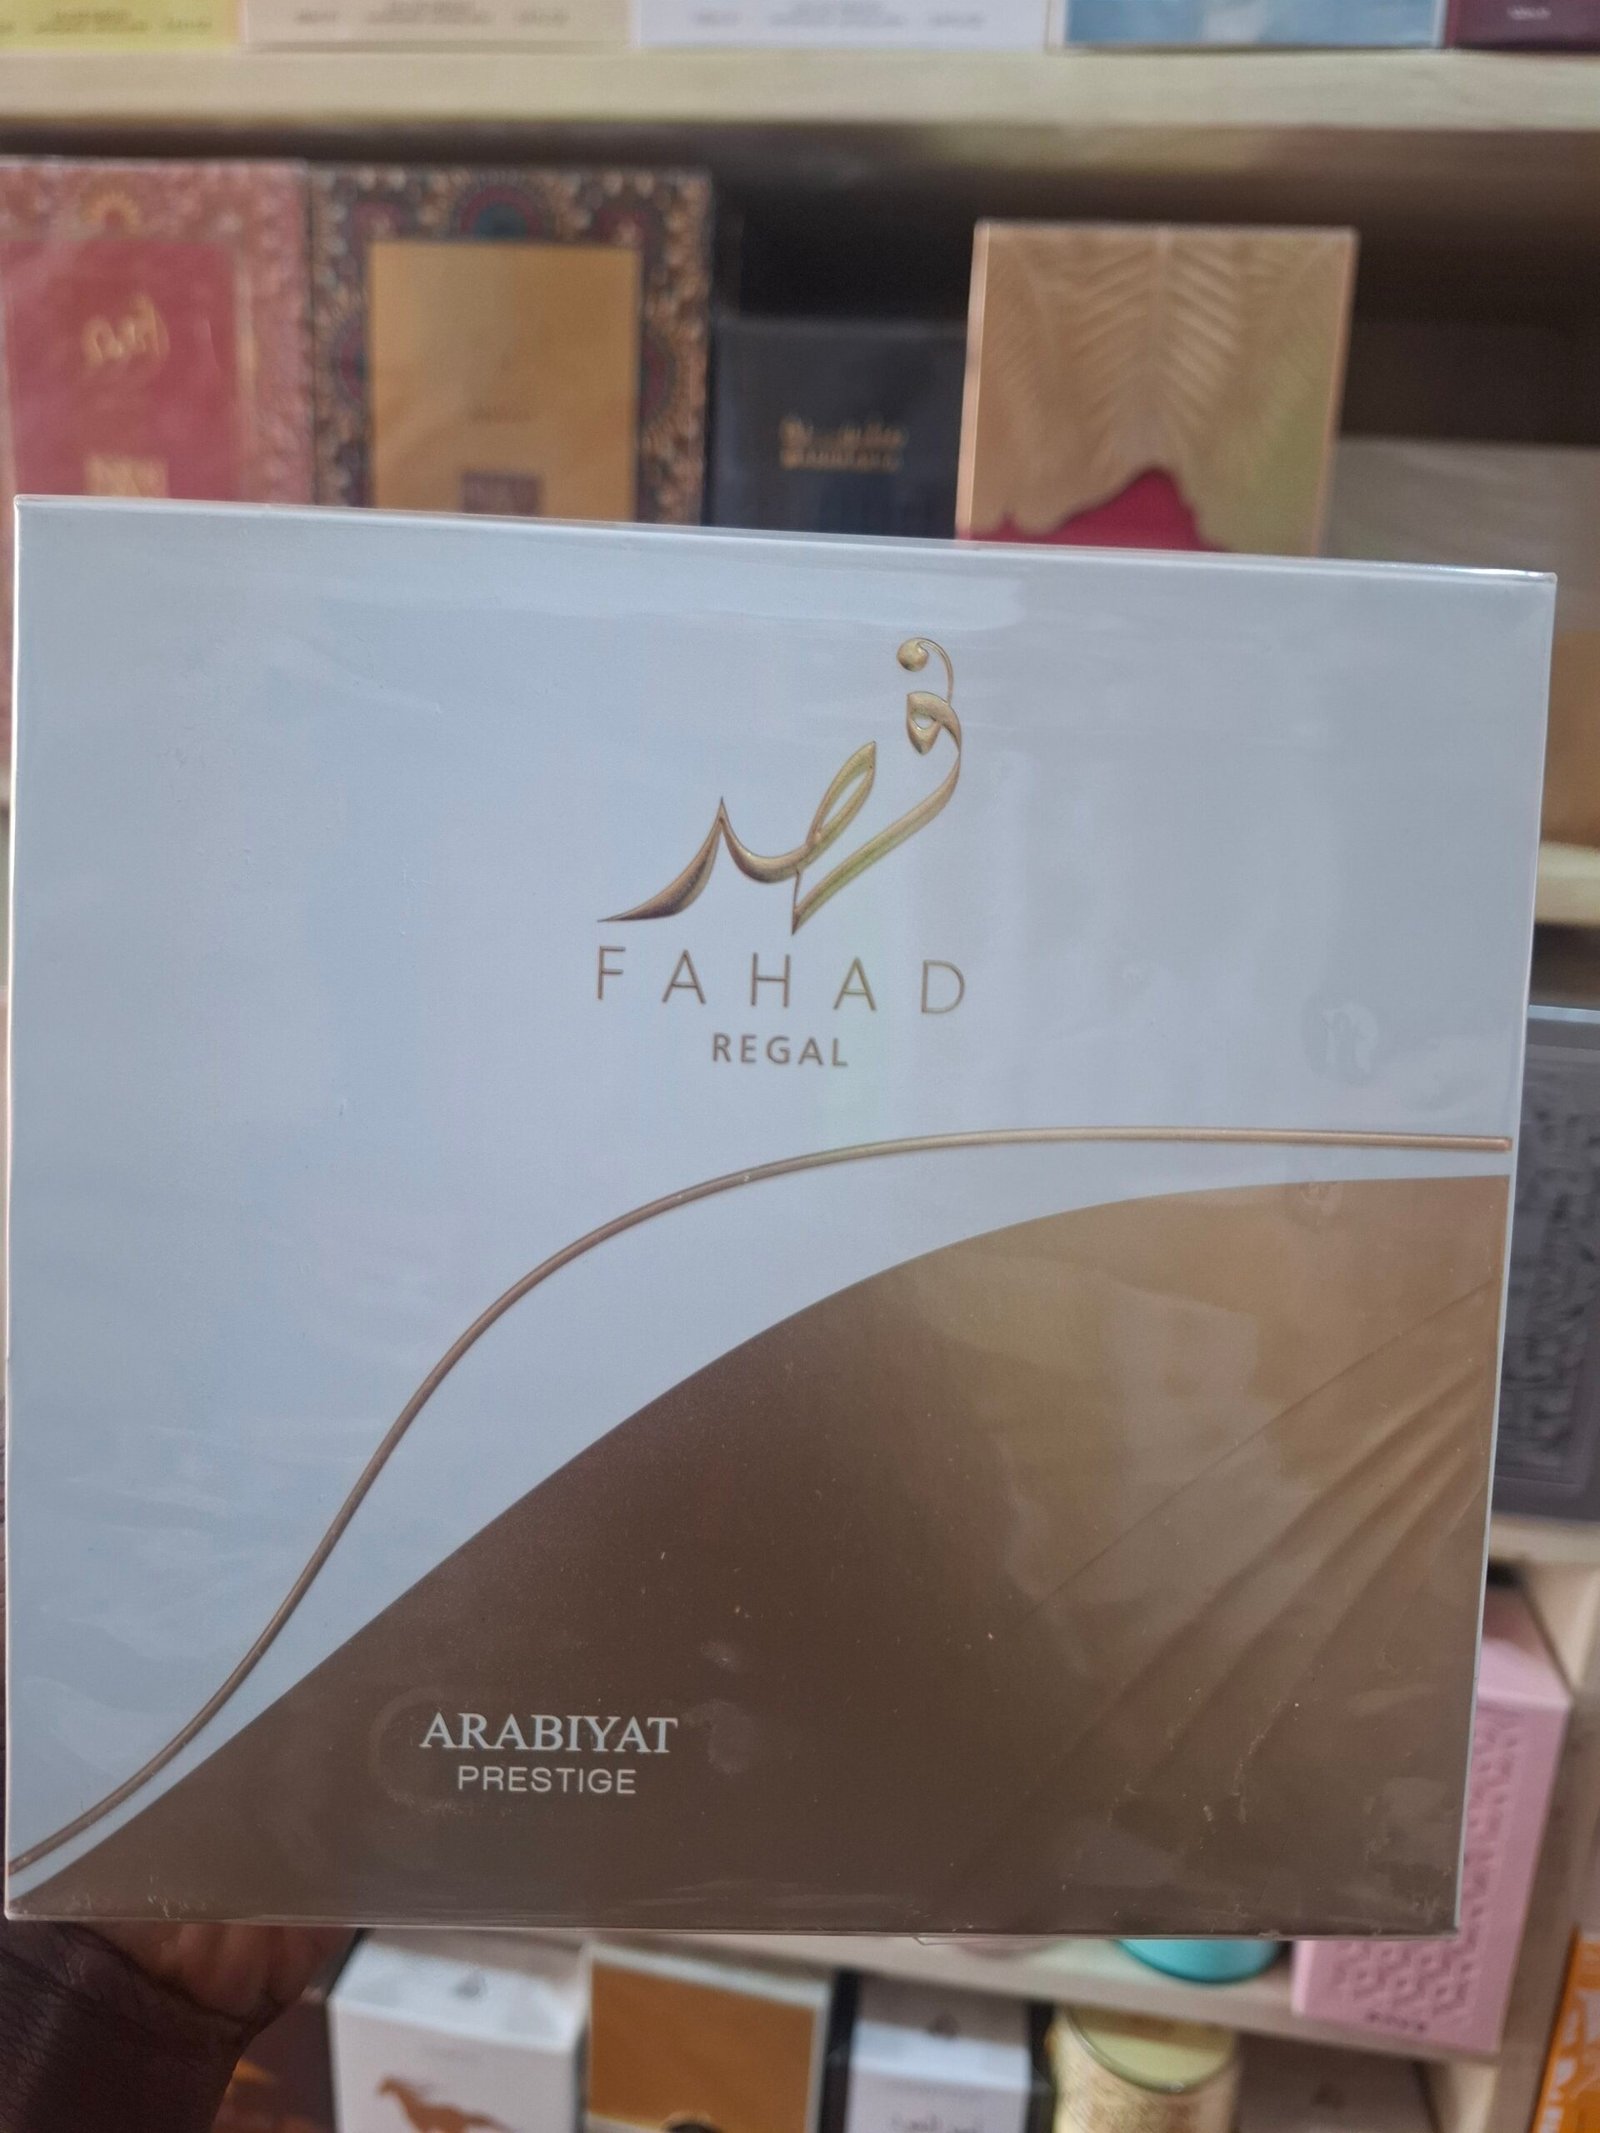 فهد
FAHAD
REGAL
ARABIYAT
PRESTIGE